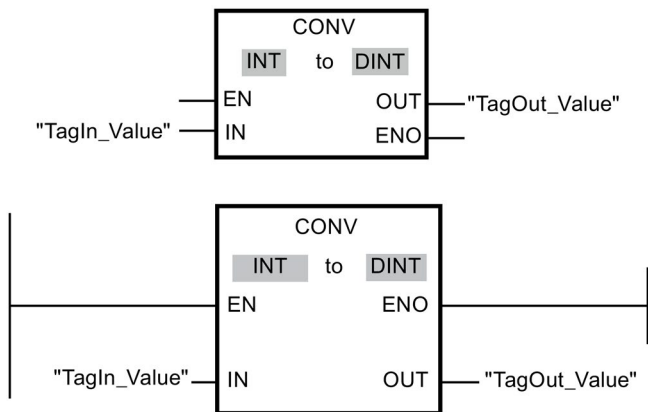 CONV
INT to DINT
EN
OUT "TagOut_Value"
"TagIn_Value" IN
ENO
CONV
INT to DINT
EN ENO
"TagIn_Value" IN OUT "TagOut_Value"